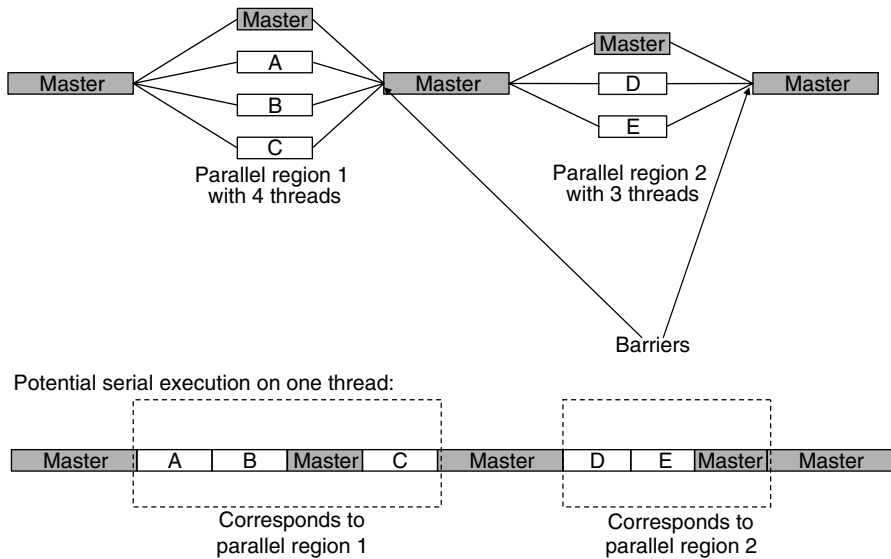 Master
Master
A
B
C
Master
Master
D
E
Master
Parallel region 1
with 4 threads
Parallel region 2
with 3 threads
Barriers
Potential serial execution on one thread:
Master A B Master C Master D E Master Master
Corresponds to
parallel region 1
Corresponds to
parallel region 2